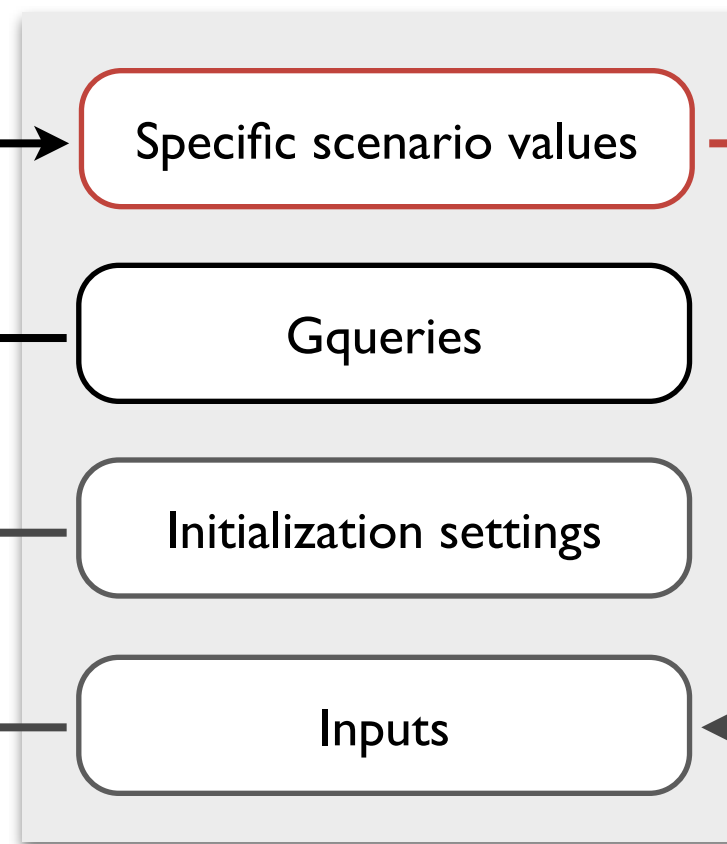 Specific scenario values
Gqueries
Initialization settings
Inputs